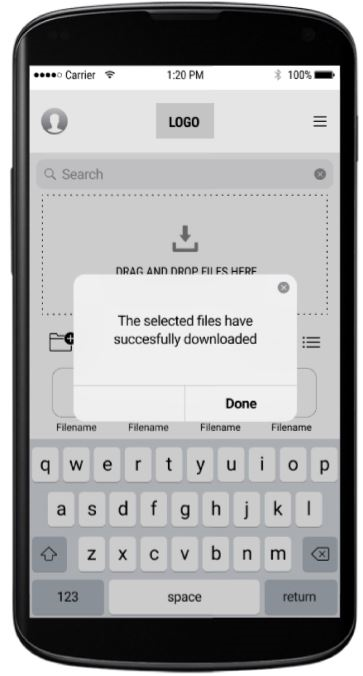 Carrier 1:20 PM 100%
LOGO
Search
DRAG AND DROP FILES HERE
The selected files have
succesfully downloaded
Done
Filename Filename Filename Filename
q w e r t y u i o p
a s d f g h j k l
z x c v b n m
123 space return